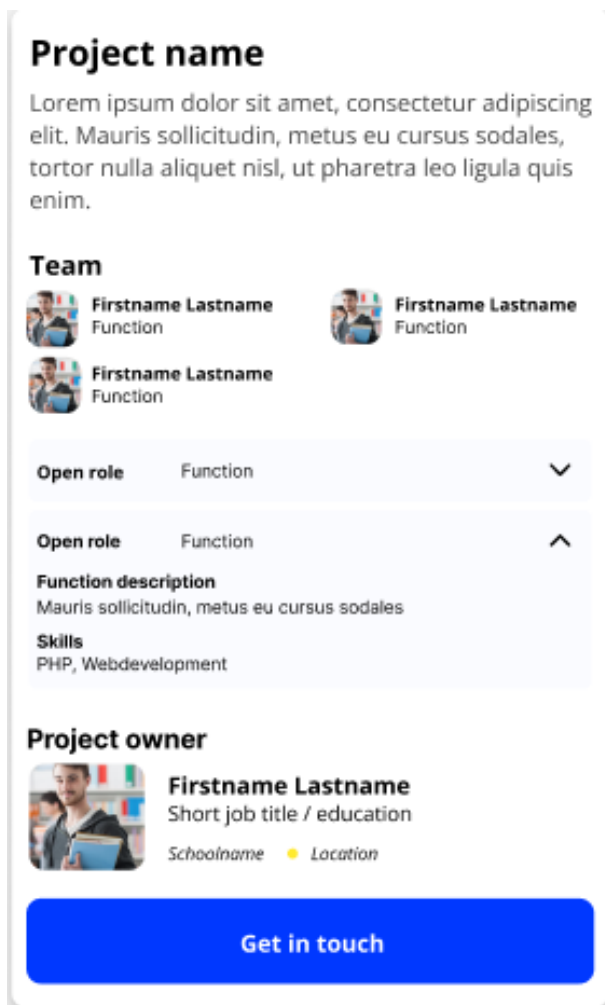 Project name
Lorem ipsum dolor sit amet, consectetur adipiscing
elit. Mauris sollicitudin, metus eu cursus sodales,
tortor nulla aliquet nisl, ut pharetra leo ligula quis
enim.
Team
Firstname Lastname
Function
Firstname Lastname
Function
Firstname Lastname
Function
Open role Function
Open role Function
Function description
Mauris sollicitudin, metus eu cursus sodales
Skills
PHP, Webdevelopment
Project owner
Firstname Lastname
Short job title / education
Schoolname Location
Get in touch